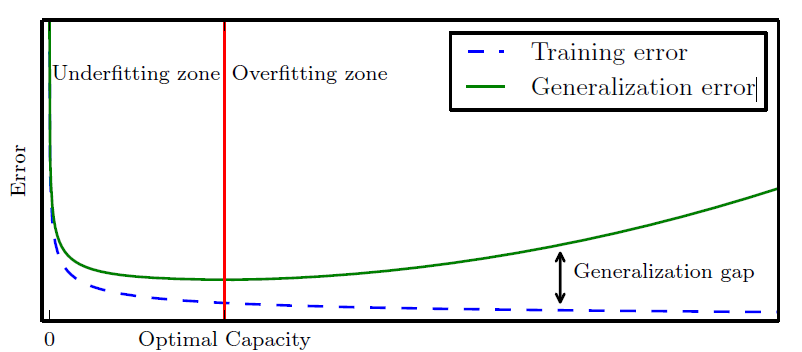 Training error
Generalization error
Underfitting zone
Overfitting zone
Error
Generalization gap
0
Optimal Capacity